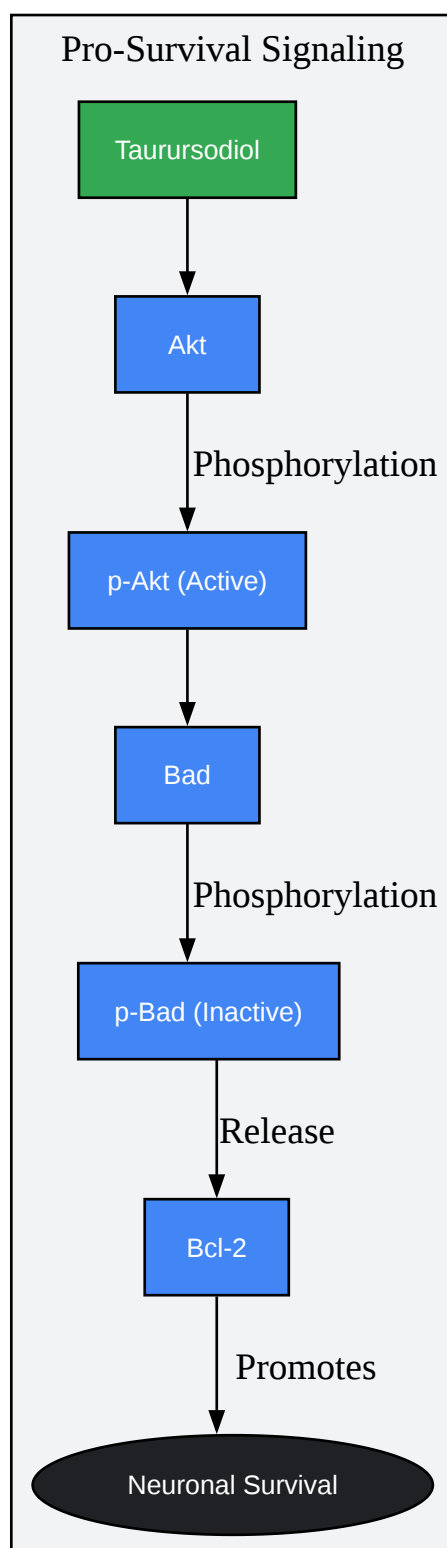 Pro-Survival Signaling
Taurursodiol
Akt
Phosphorylation
p-Akt (Active)
Bad
Phosphorylation
p-Bad (Inactive)
Release
Bcl-2
Promotes
Neuronal Survival